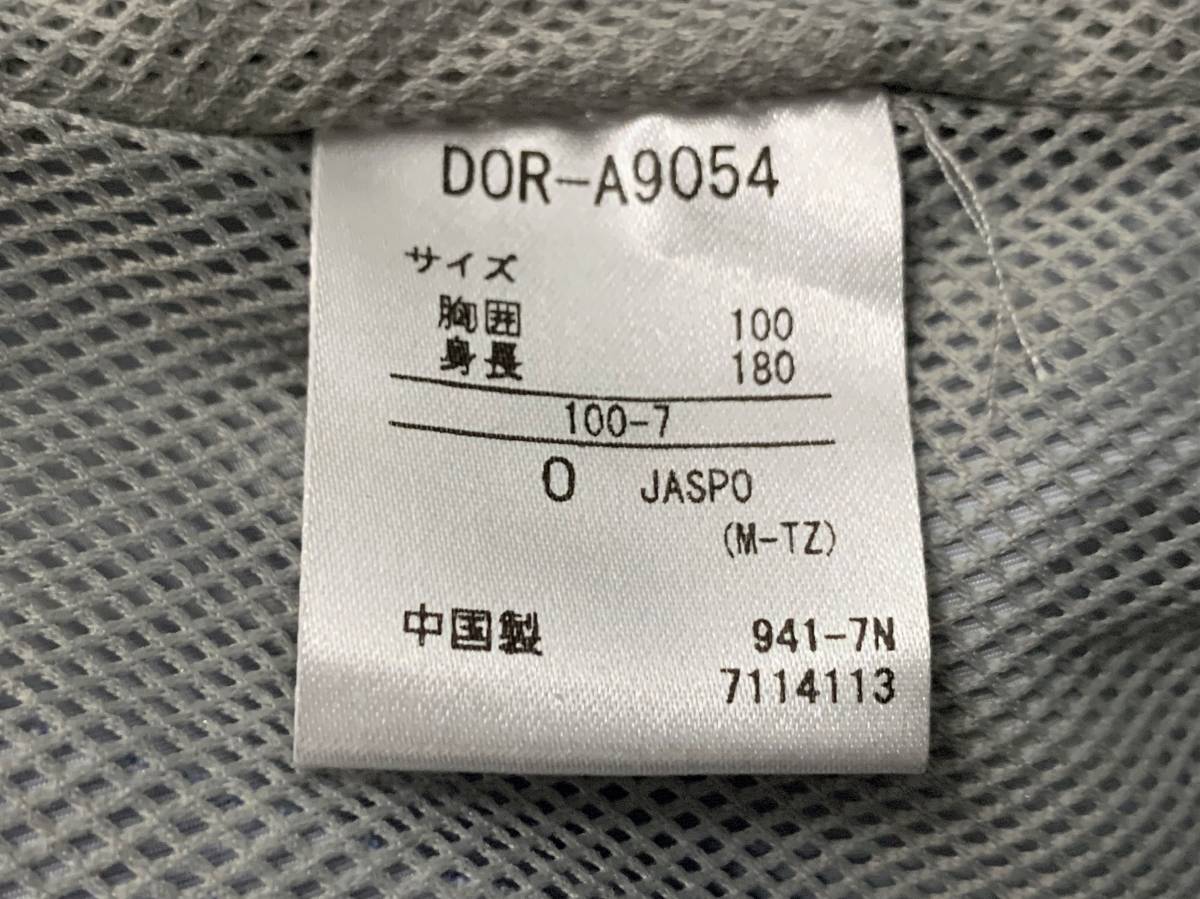 DOR-A9054
サイズ
胸囲 100
身長 180
100-7
O JASPO
(M-TZ)
中国製 941-7N
7114113